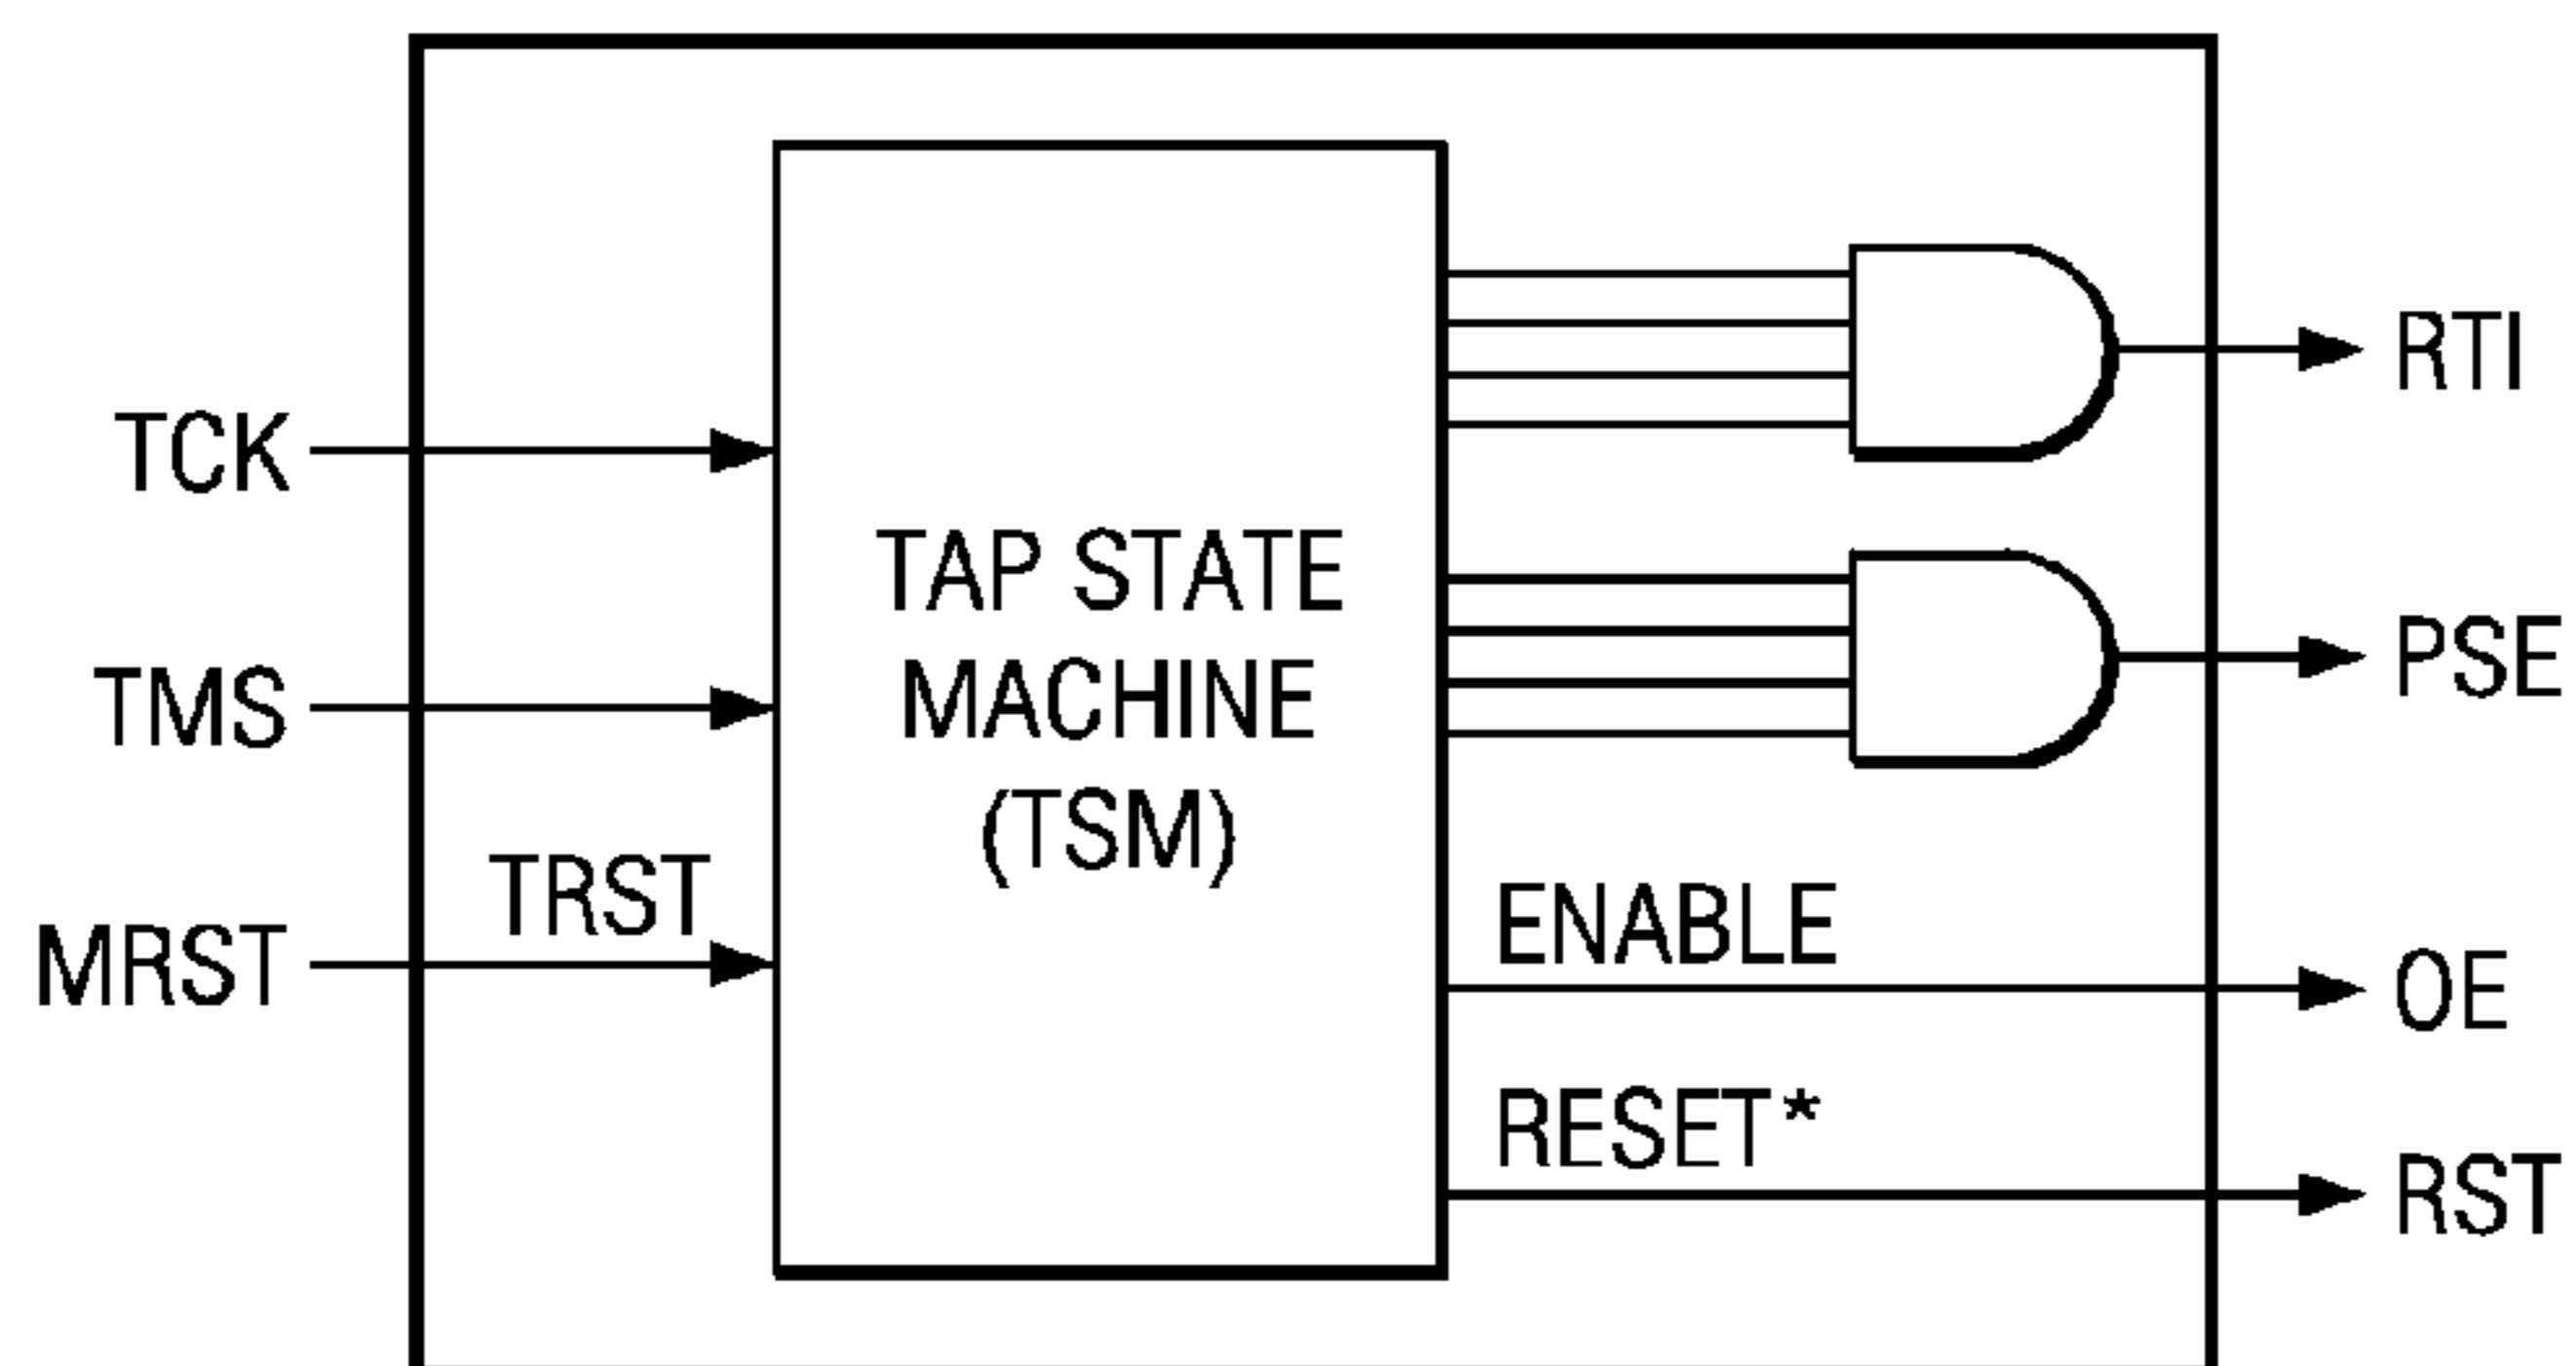 TCK
TMS
MRST
TRST
TAP STATE
MACHINE
(TSM)
ENABLE
RESET*
RTI
PSE
OE
RST